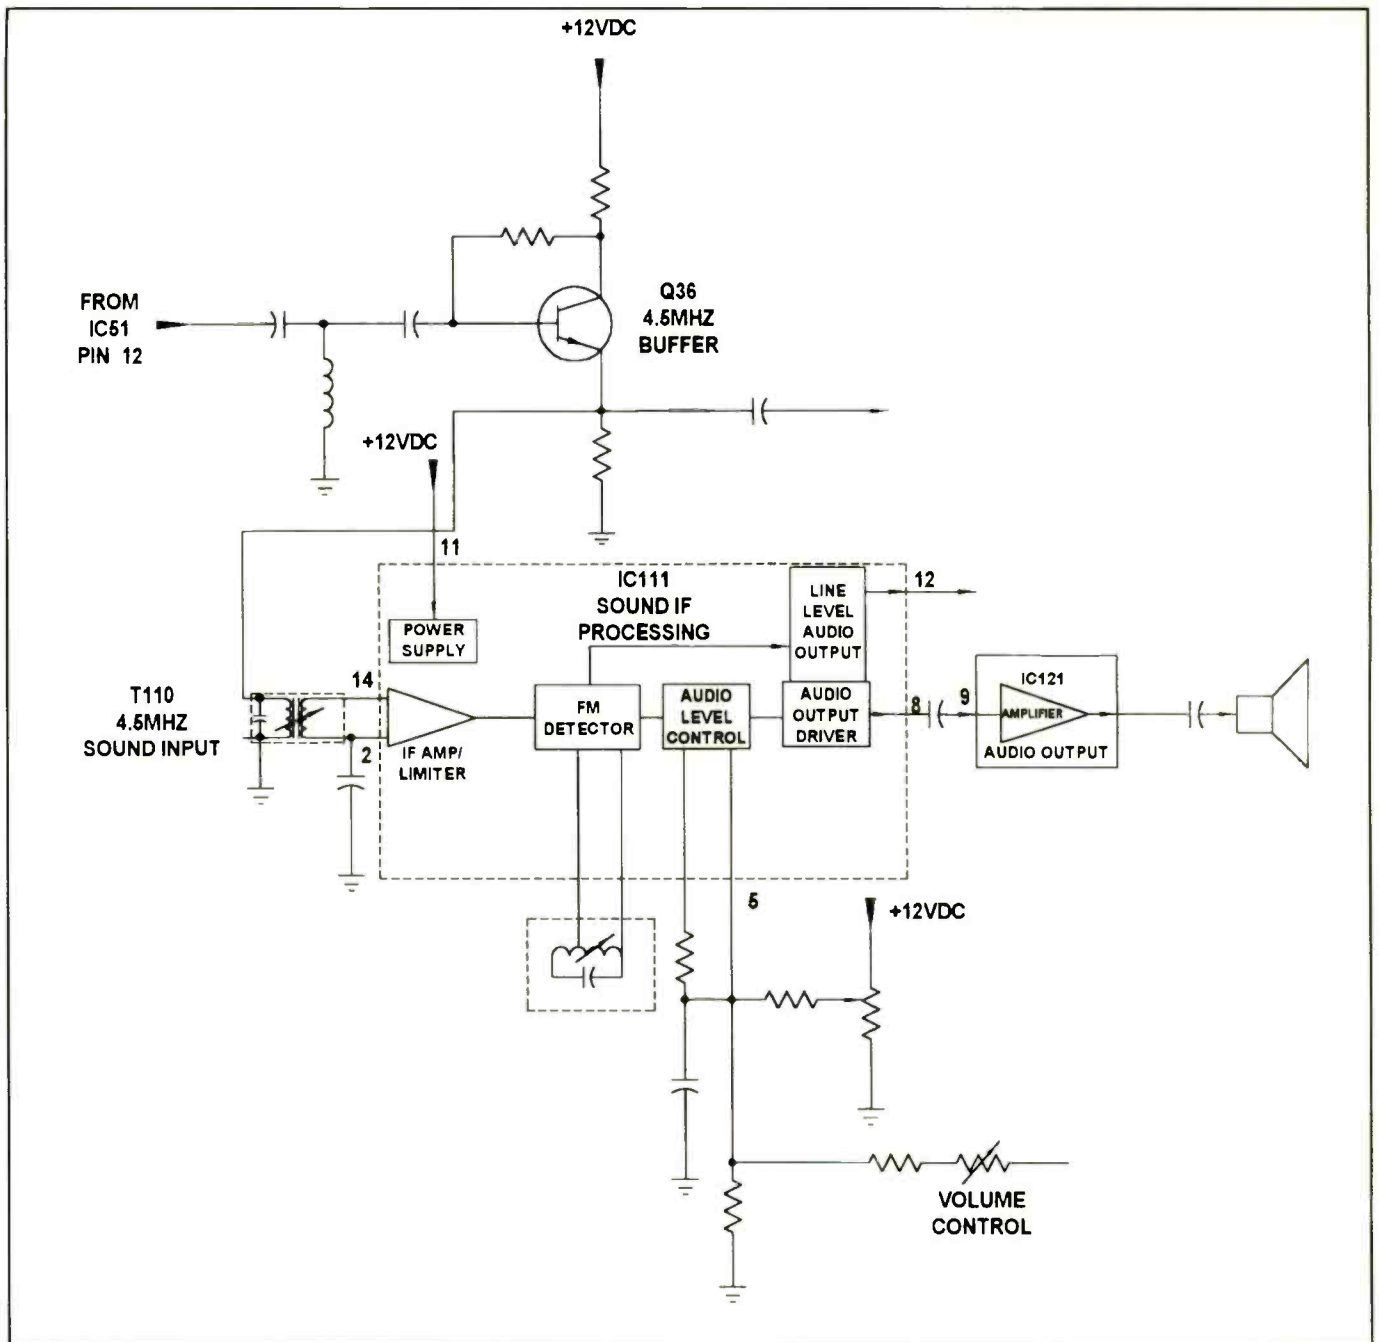 +12VDC
Q36
4.5MHZ
BUFFER
FROM
IC51
PIN 12
+12VDC
11
IC111
SOUND IF
PROCESSING
POWER
SUPPLY
LINE
LEVEL
AUDIO
OUTPUT
12
T110
4.5MHZ
SOUND INPUT
14
2
IF AMP/
LIMITER
FM
DETECTOR
AUDIO
LEVEL
CONTROL
AUDIO
OUTPUT
DRIVER
8
9
IC121
AMPLIFIER
AUDIO OUTPUT
5
+12VDC
VOLUME
CONTROL